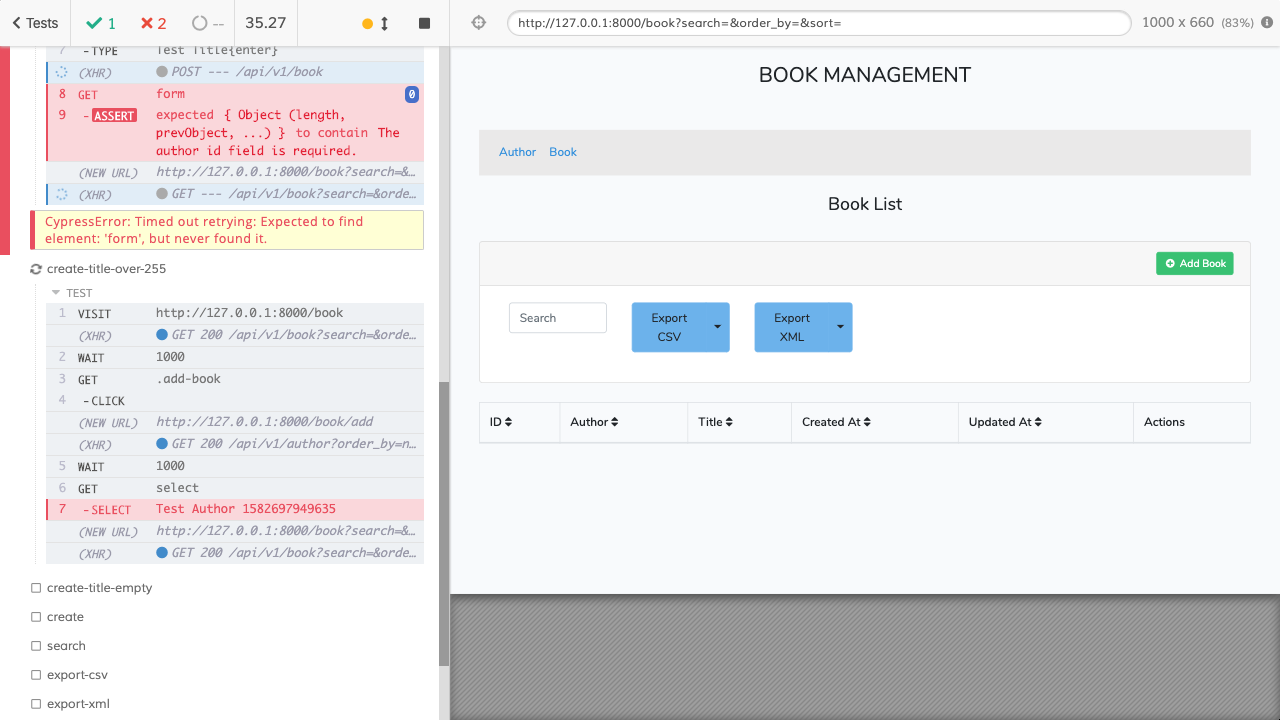 Tests
1
2
--
35.27
http://127.0.0.1:8000/book?search=&order_by=&sort=
1000 x 660 (83%)
7 -TYPE Test Title{enter}
(XHR) POST --- /api/v1/book
8 GET form 0
9 -ASSERT expected { Object (length,
prevObject, ...) } to contain The
author id field is required.
(NEW URL) http://127.0.0.1:8000/book?search=&…
(XHR) GET --- /api/v1/book?search=&orde…
CypressError: Timed out retrying: Expected to find
element: 'form', but never found it.
create-title-over-255
TEST
1 VISIT http://127.0.0.1:8000/book
(XHR) GET 200 /api/v1/book?search=&orde…
2 WAIT 1000
3 GET .add-book
4 -CLICK
(NEW URL) http://127.0.0.1:8000/book/add
(XHR) GET 200 /api/v1/author?order_by=n…
5 WAIT 1000
6 GET select
7 -SELECT Test Author 1582697949635
(NEW URL) http://127.0.0.1:8000/book?search=&…
(XHR) GET 200 /api/v1/book?search=&orde…
create-title-empty
create
search
export-csv
export-xml
BOOK MANAGEMENT
Author Book
Book List
Add Book
Search
Export
CSV
Export
XML
ID Author Title Created At Updated At Actions